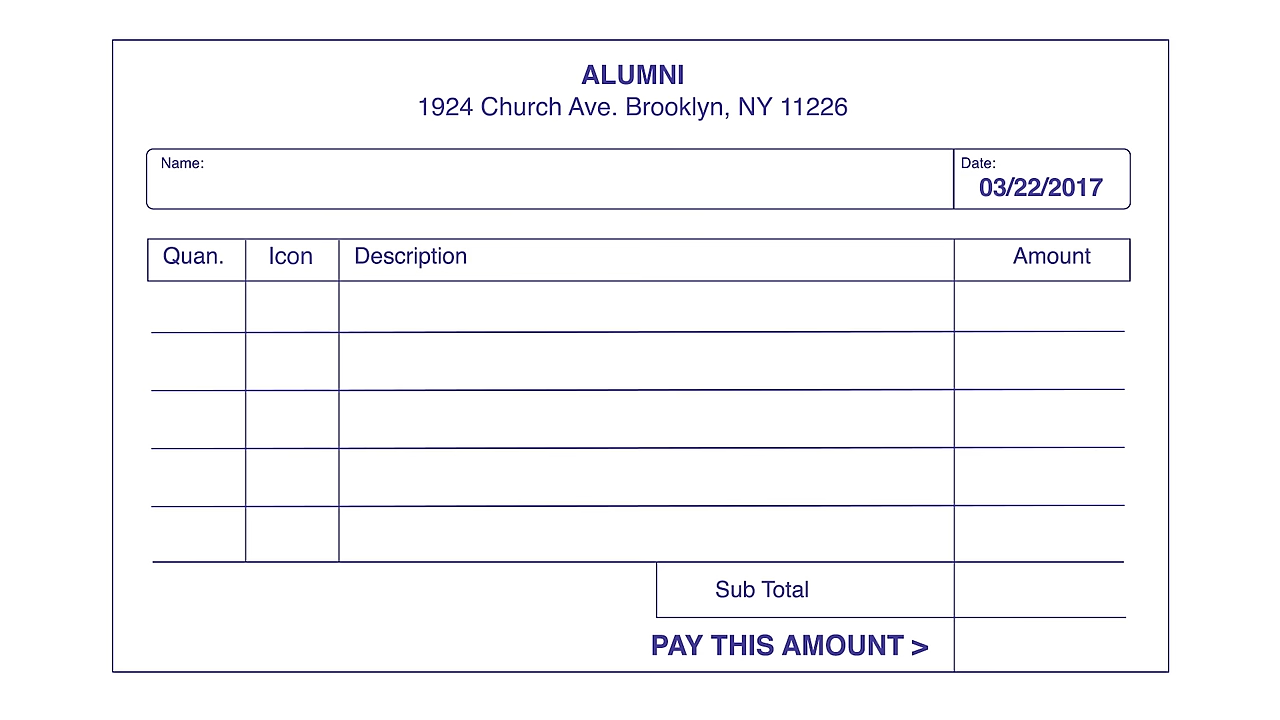 ALUMNI
1924 Church Ave. Brooklyn, NY 11226
Name:
Date:
03/22/2017
Quan. Icon Description Amount
Sub Total
PAY THIS AMOUNT >